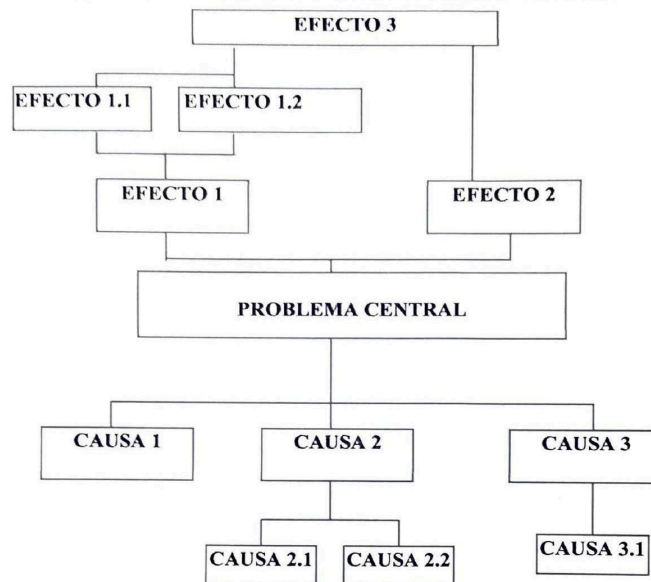 EFECTO 3
EFECTO 1.1
EFECTO 1.2
EFECTO 1
EFECTO 2
PROBLEMA CENTRAL
CAUSA 1
CAUSA 2
CAUSA 3
CAUSA 2.1
CAUSA 2.2
CAUSA 3.1